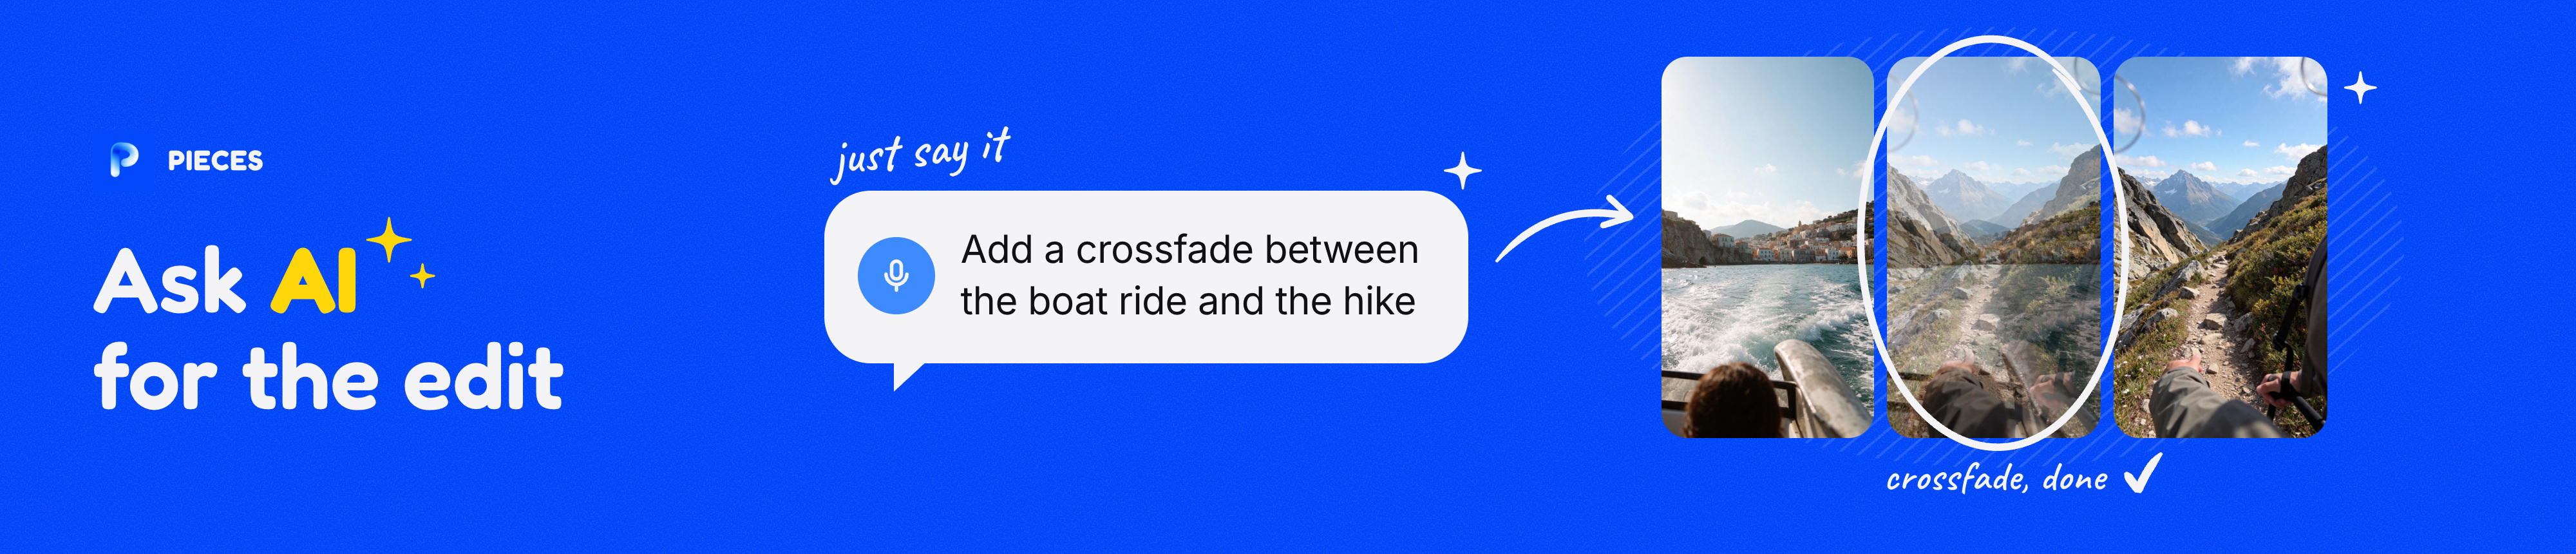 PIECES
Ask AI
for the edit
just say it
Add a crossfade between
the boat ride and the hike
crossfade, done